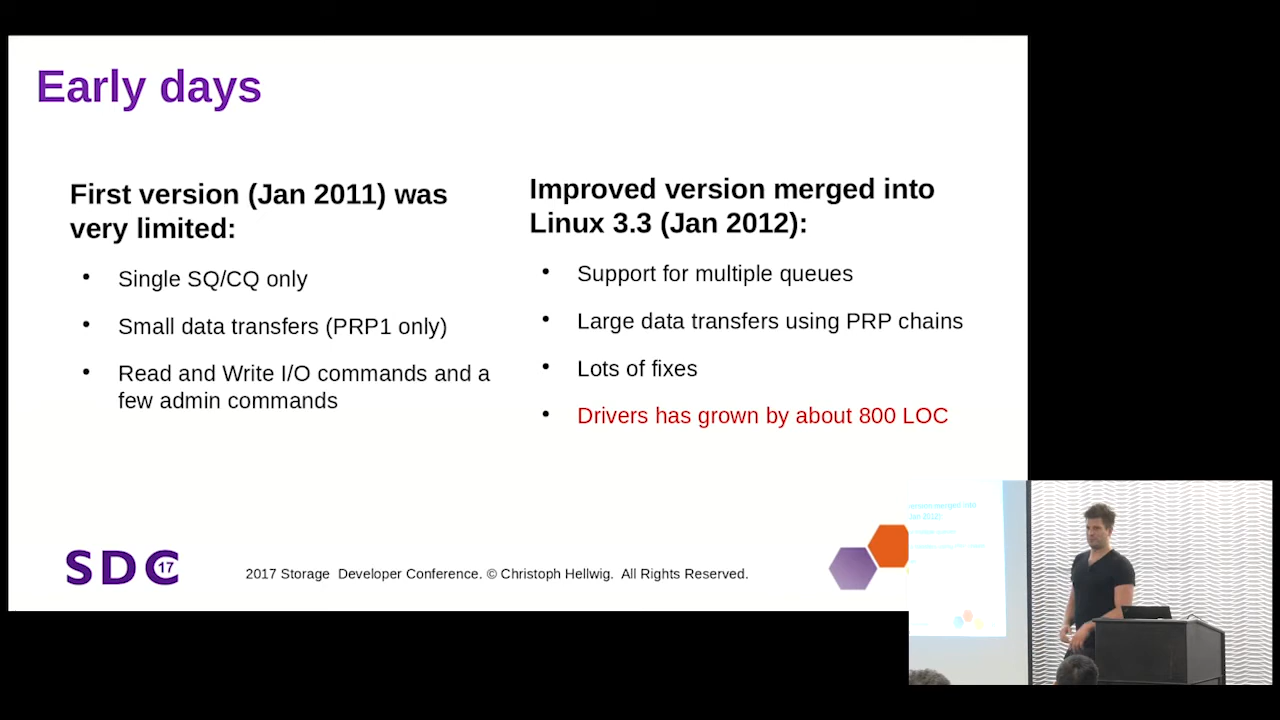 Early days
First version (Jan 2011) was
very limited:
• Single SQ/CQ only
• Small data transfers (PRP1 only)
• Read and Write I/O commands and a
few admin commands
Improved version merged into
Linux 3.3 (Jan 2012):
• Support for multiple queues
• Large data transfers using PRP chains
• Lots of fixes
• Drivers has grown by about 800 LOC
SDC 17
2017 Storage Developer Conference. © Christoph Hellwig. All Rights Reserved.